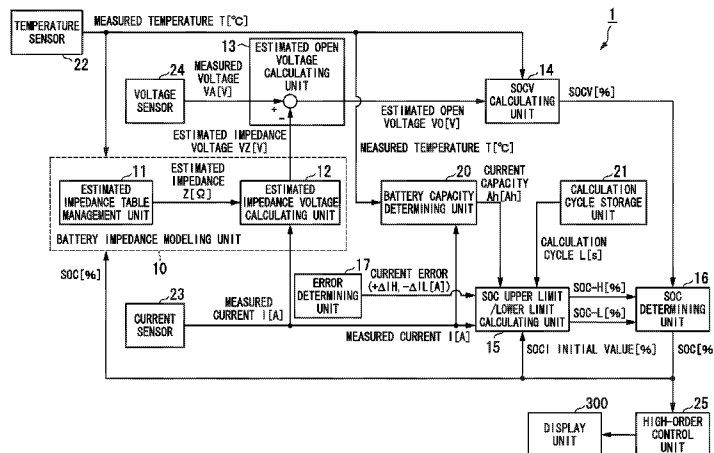 1
TEMPERATURE
SENSOR
22
MEASURED TEMPERATURE T[°C]
13
ESTIMATED OPEN
VOLTAGE
CALCULATING
UNIT
+
−
24
VOLTAGE
SENSOR
MEASURED
VOLTAGE
VA[V]
14
SOCV
CALCULATING
UNIT
SOCV[%]
ESTIMATED OPEN
VOLTAGE VO[V]
ESTIMATED IMPEDANCE
VOLTAGE VZ[V]
MEASURED TEMPERATURE T[°C]
11
ESTIMATED
IMPEDANCE TABLE
MANAGEMENT UNIT
ESTIMATED
IMPEDANCE
Z[Ω]
12
ESTIMATED
IMPEDANCE VOLTAGE
CALCULATING UNIT
BATTERY IMPEDANCE MODELING UNIT
10
20
BATTERY CAPACITY
DETERMINING UNIT
CURRENT
CAPACITY
Ah[Ah]
21
CALCULATION
CYCLE STORAGE
UNIT
CALCULATION
CYCLE L[s]
SOC[%]
23
CURRENT
SENSOR
MEASURED
CURRENT I[A]
17
ERROR
DETERMINING
UNIT
CURRENT ERROR
(+ΔIH, −ΔIL[A])
MEASURED CURRENT I[A]
SOC UPPER LIMIT
/LOWER LIMIT
CALCULATING UNIT
15
SOC-H[%]
SOC-L[%]
16
SOC
DETERMINING
UNIT
SOCI INITIAL VALUE[%]
SOC[%
300
DISPLAY
UNIT
25
HIGH-ORDER
CONTROL
UNIT